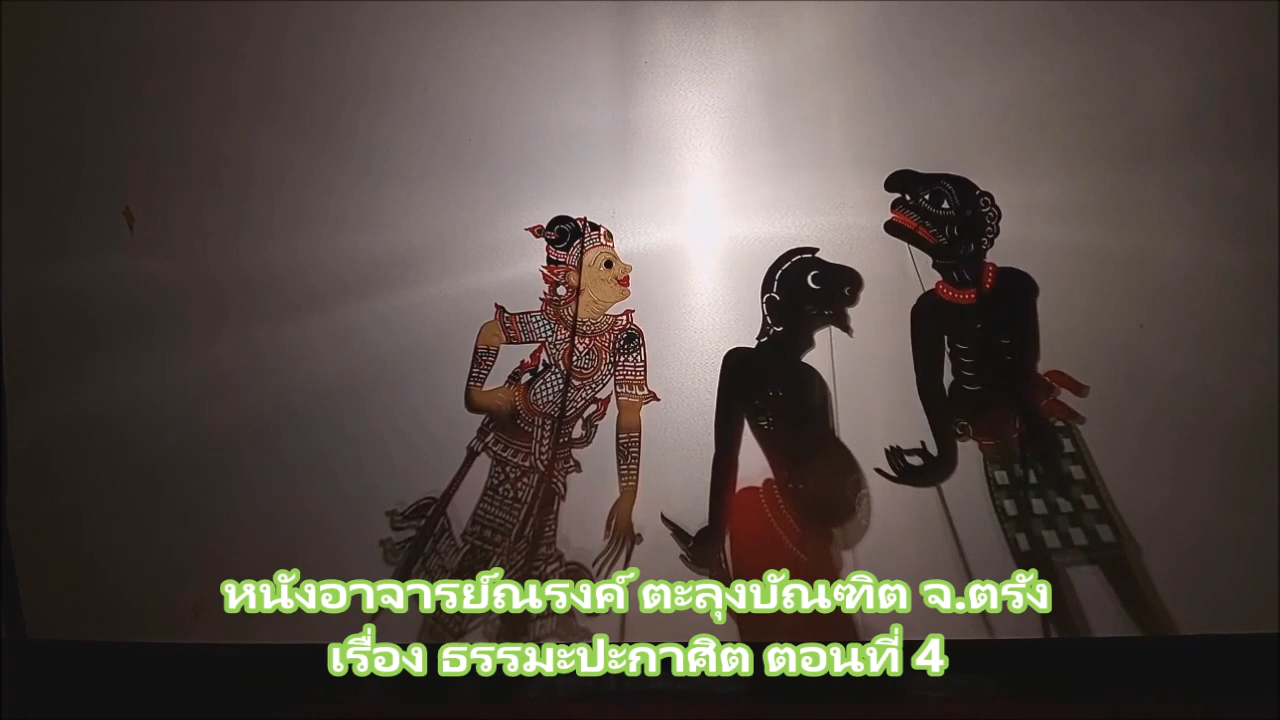 หนังอาจารย์ณรงค์ ตะลุงบัณฑิต จ.ตรัง
เรื่อง ธรรมะปะกาศิต ตอนที่ 4